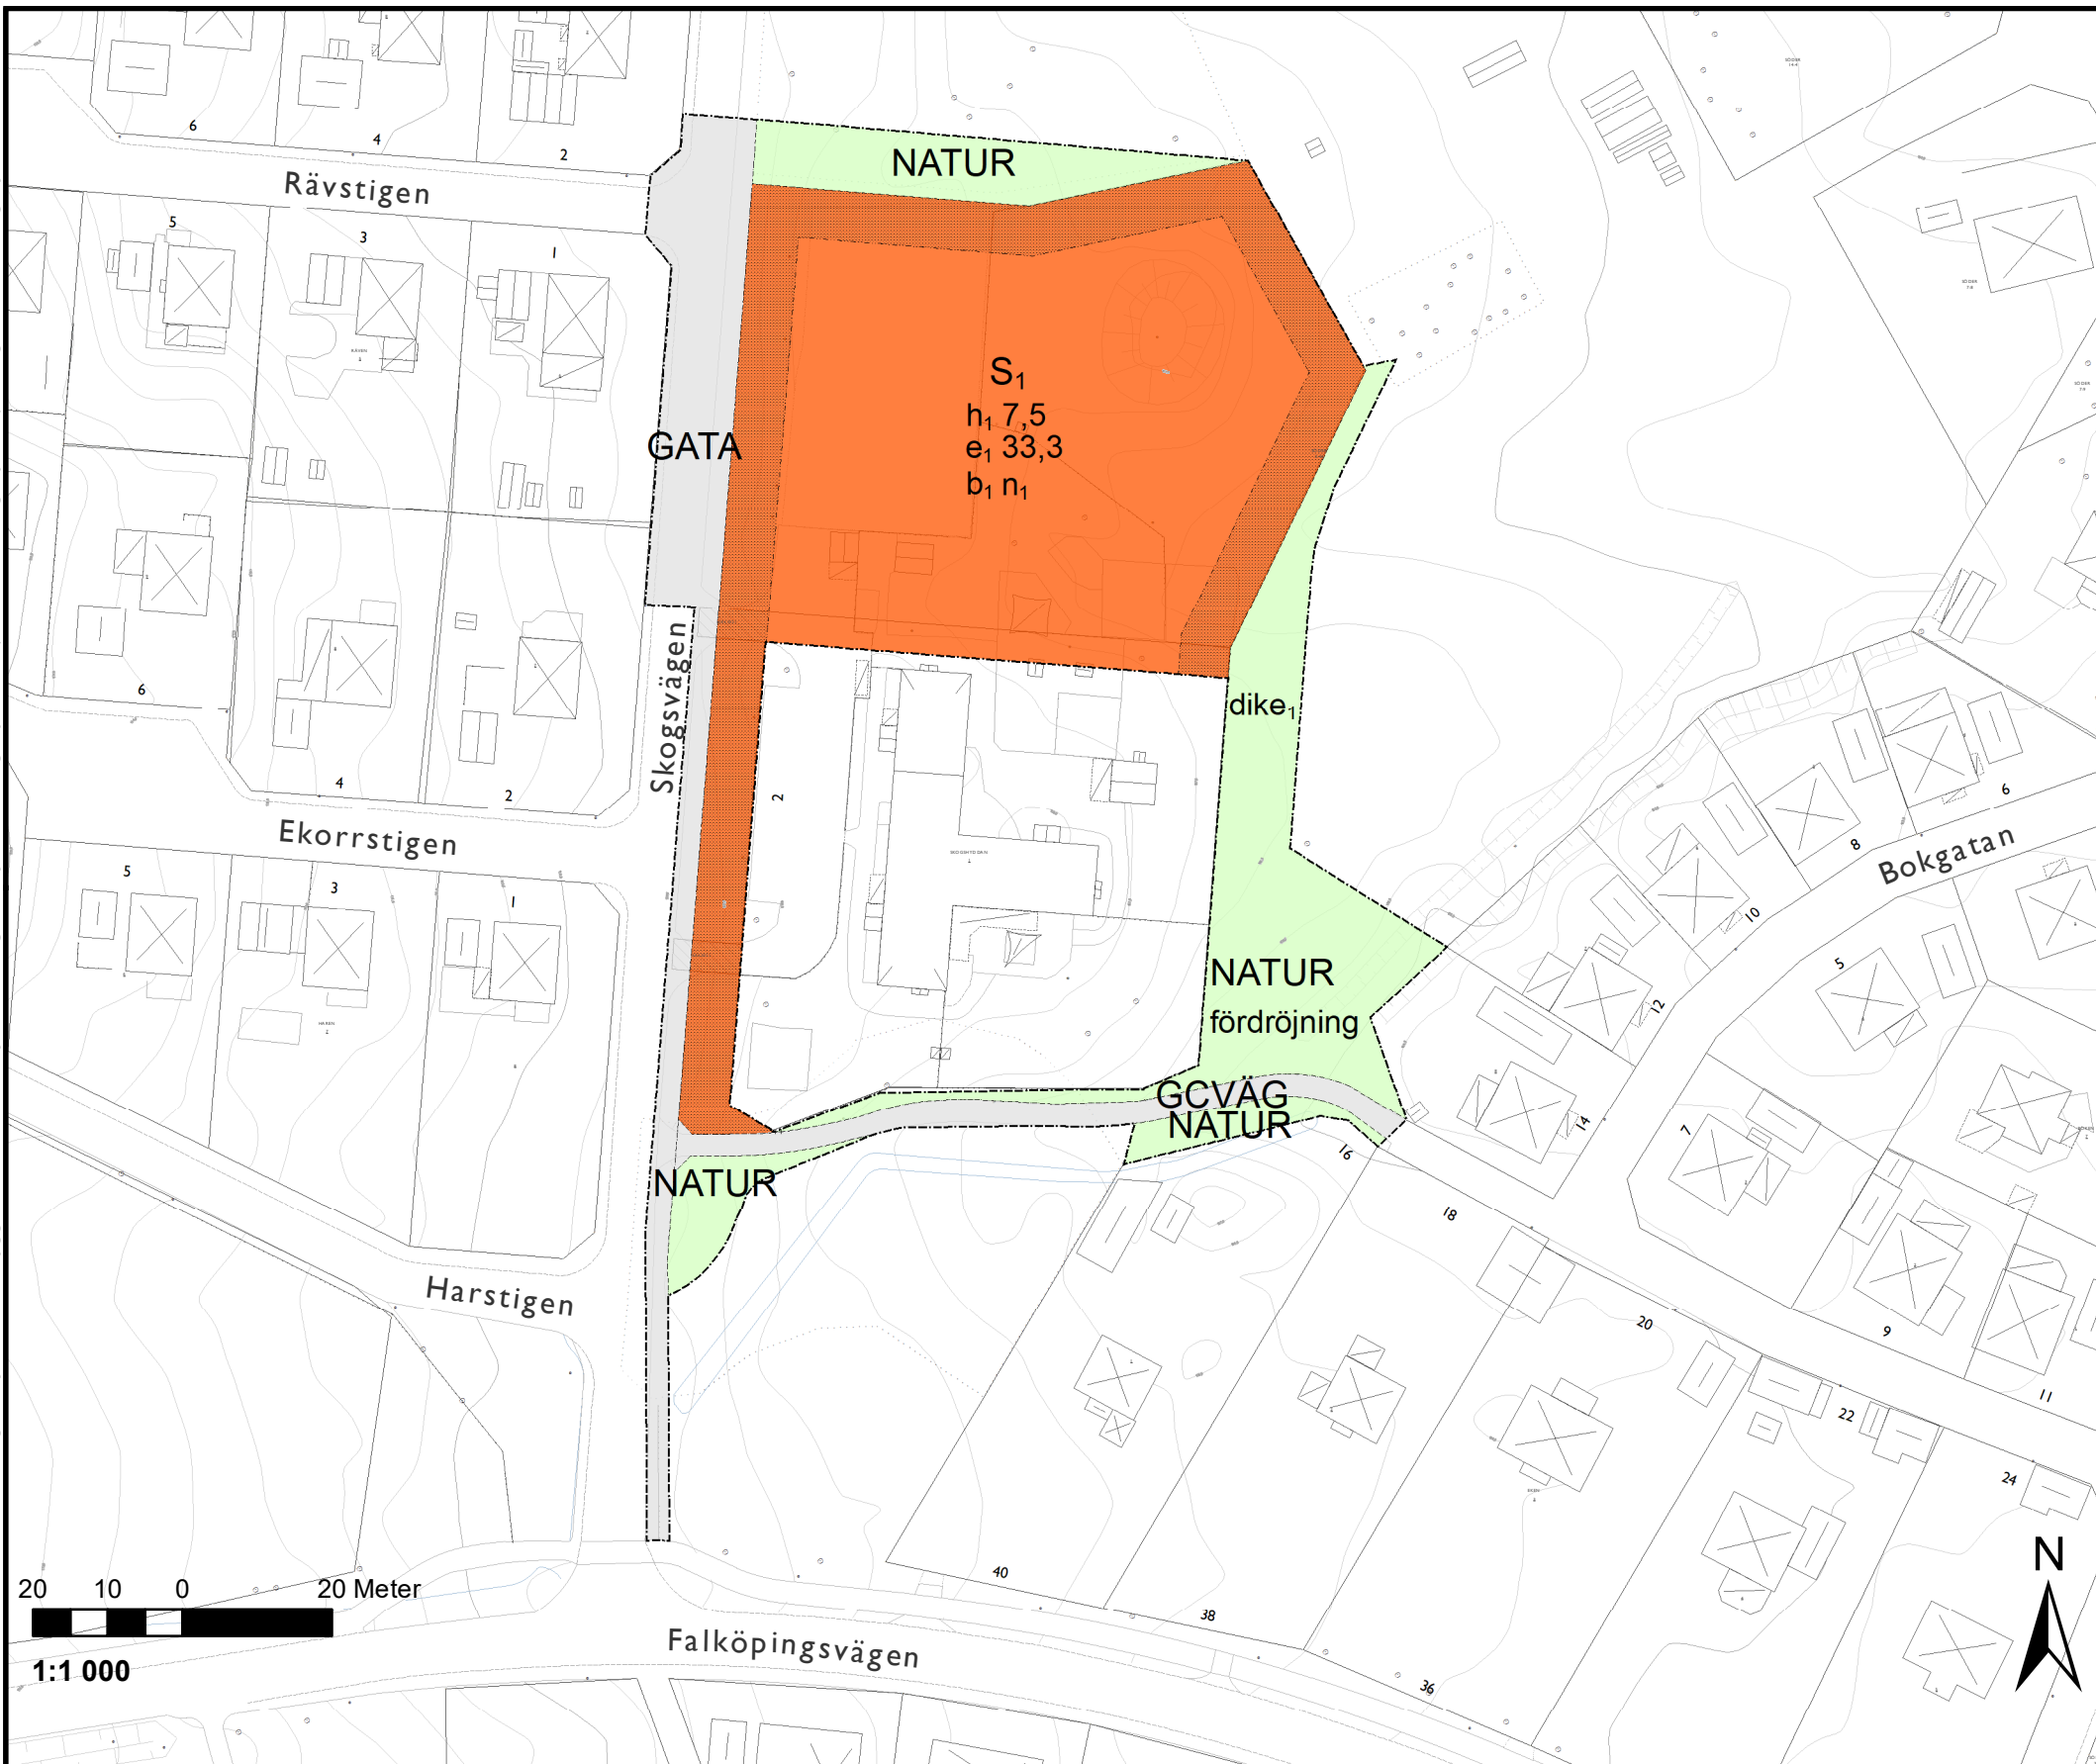 6
4
2
NATUR
Rävstigen
5
3
1
S₁
h₁ 7,5
e₁ 33,3
b₁ n₁
GATA
Skogsvägen
6
4
2
2
dike₁
Ekorrstigen
5
3
1
6
8
Bokgatan
10
5
12
NATUR
fördröjning
GCVÄG
NATUR
14
7
16
NATUR
18
Harstigen
20
9
11
22
24
N
40
38
36
20 10 0 20 Meter
1:1 000
Falköpingsvägen